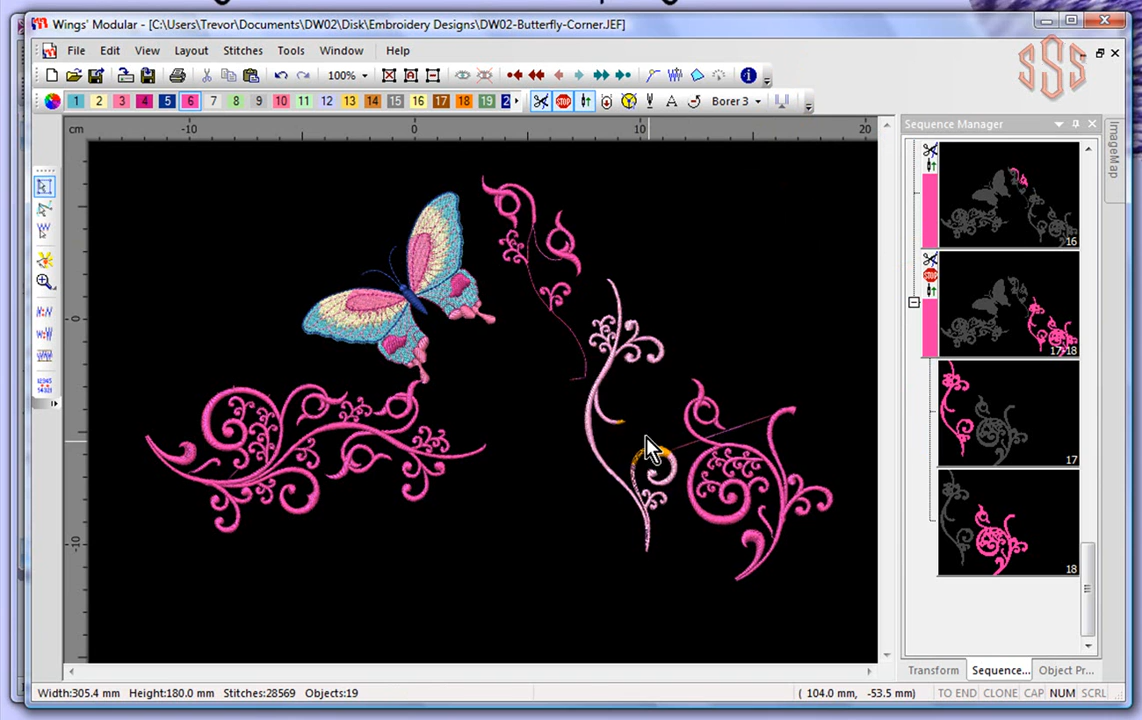 Wings' Modular - [C:\Users\Trevor\Documents\DW02\Disk\Embroidery Designs\DW02-Butterfly-Corner.JEF]
File Edit View Layout Stitches Tools Window Help
SSS
100%
1 2 3 4 5 6 7 8 9 10 11 12 13 14 15 16 17 18 19 2 STOP Borer 3
cm -10 0 10 20
Sequence Manager
ImageMap
16
STOP
17-18
17
18
0
-10
Transform Sequence... Object Pr...
Width:305.4 mm Height:180.0 mm Stitches:28569 Objects:19 ( 104.0 mm, -53.5 mm) TO END CLONE CAP NUM SCRL